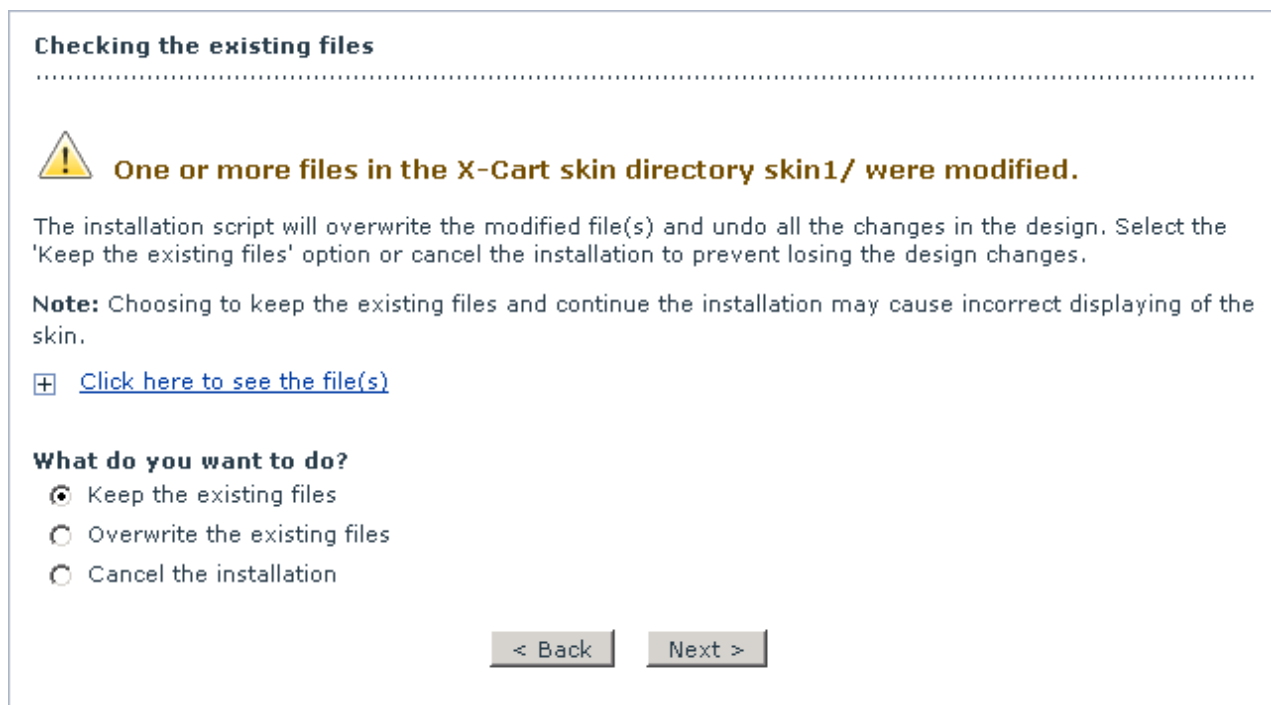 Checking the existing files
One or more files in the X-Cart skin directory skin1/ were modified.
The installation script will overwrite the modified file(s) and undo all the changes in the design. Select the
'Keep the existing files' option or cancel the installation to prevent losing the design changes.
Note: Choosing to keep the existing files and continue the installation may cause incorrect displaying of the
skin.
Click here to see the file(s)
What do you want to do?
Keep the existing files
Overwrite the existing files
Cancel the installation
< Back Next >